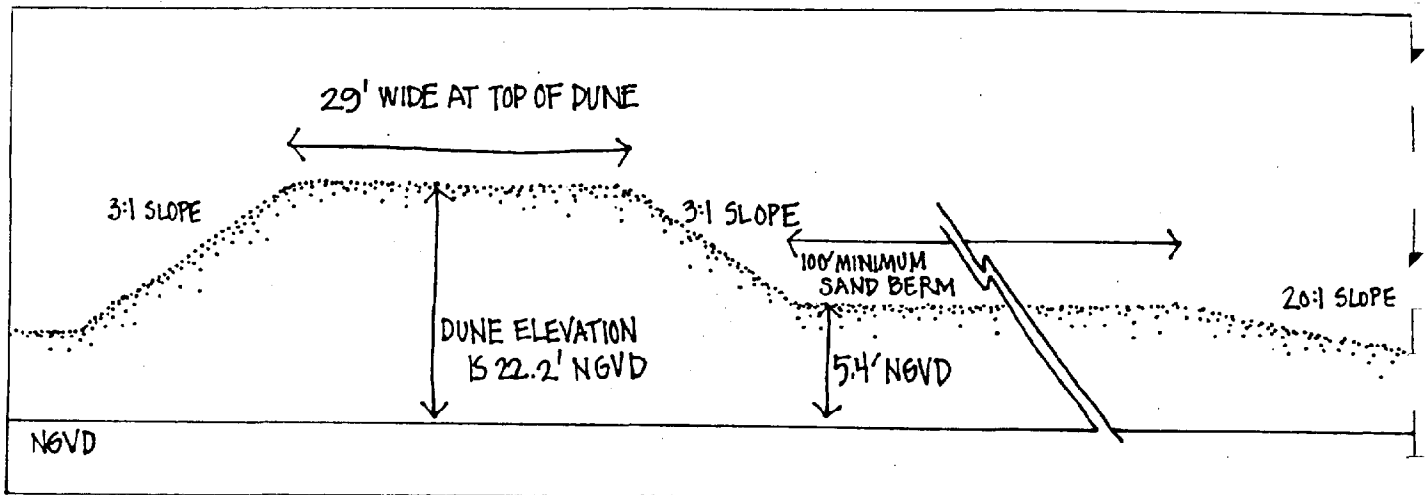 29' WIDE AT TOP OF DUNE
3:1 SLOPE
3:1 SLOPE
100' MINIMUM
SAND BERM
20:1 SLOPE
DUNE ELEVATION
IS 22.2' NGVD
5.4' NGVD
NGVD